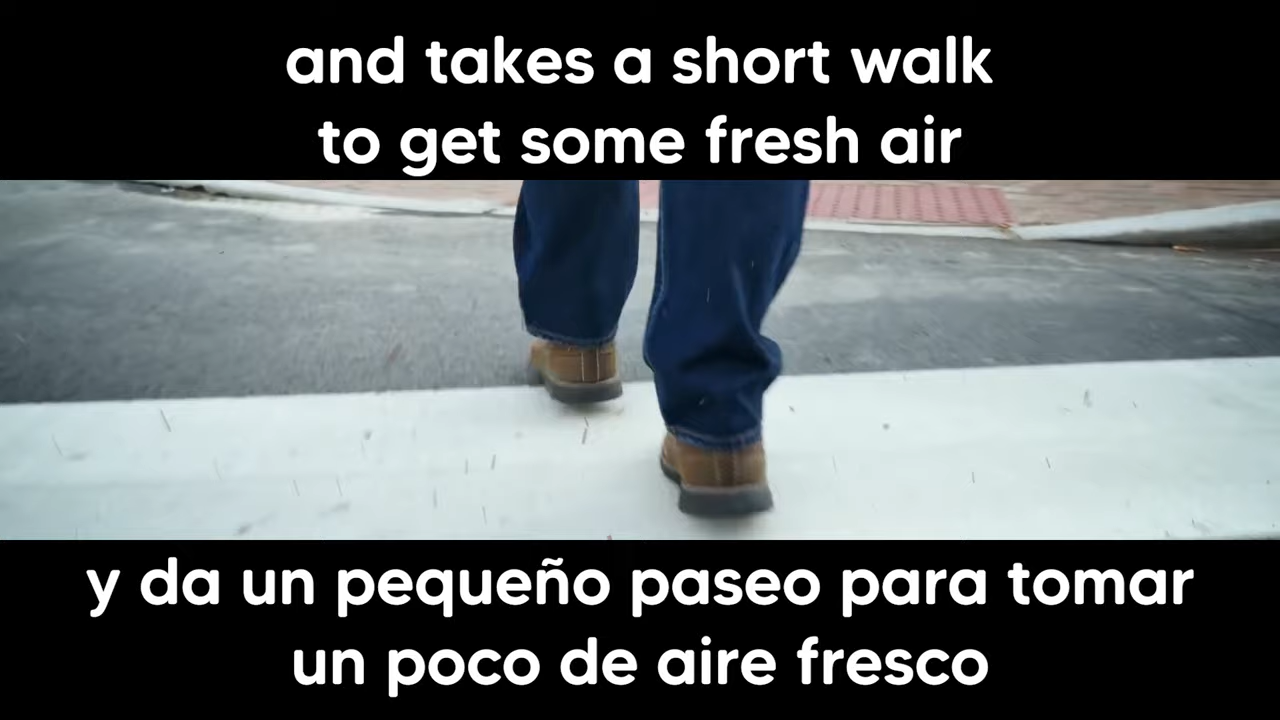 and takes a short walk
to get some fresh air
y da un pequeño paseo para tomar
un poco de aire fresco